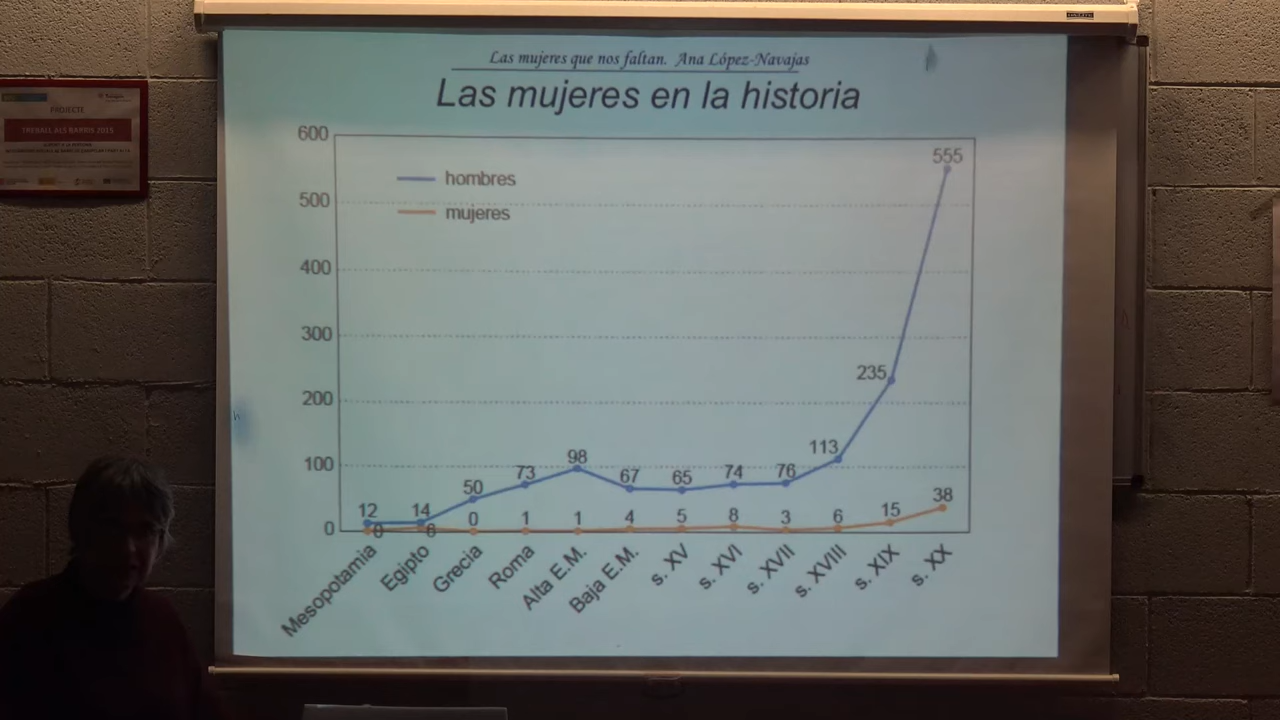 Las mujeres que nos faltan. Ana López-Navajas
Las mujeres en la historia
600
500
400
300
200
100
0
hombres
mujeres
12
14
50
73
98
67
65
74
76
113
235
555
0
0
0
1
1
4
5
8
3
6
15
38
Mesopotamia
Egipto
Grecia
Roma
Alta E.M.
Baja E.M.
s. XV
s. XVI
s. XVII
s. XVIII
s. XIX
s. XX
PROJECTE
TREBALL ALS BARRIS 2015